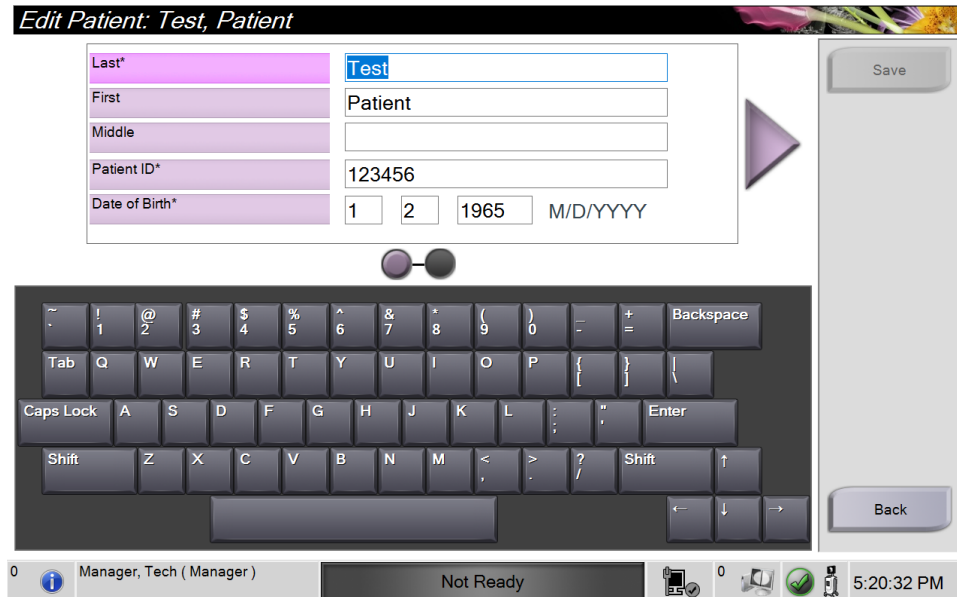 Edit Patient: Test, Patient
Last*
Test
Save
First
Patient
Middle
Patient ID*
123456
Date of Birth*
1 2 1965 M/D/YYYY
~ ! @ # $ % ^ & * ( ) _ + Backspace
` 1 2 3 4 5 6 7 8 9 0 - =
Tab Q W E R T Y U I O P { } |
[ ] \
Caps Lock A S D F G H J K L : " Enter
; '
Shift Z X C V B N M < > ? Shift ↑
, . /
← ↓ →
Back
0 Manager, Tech ( Manager ) Not Ready 0 5:20:32 PM